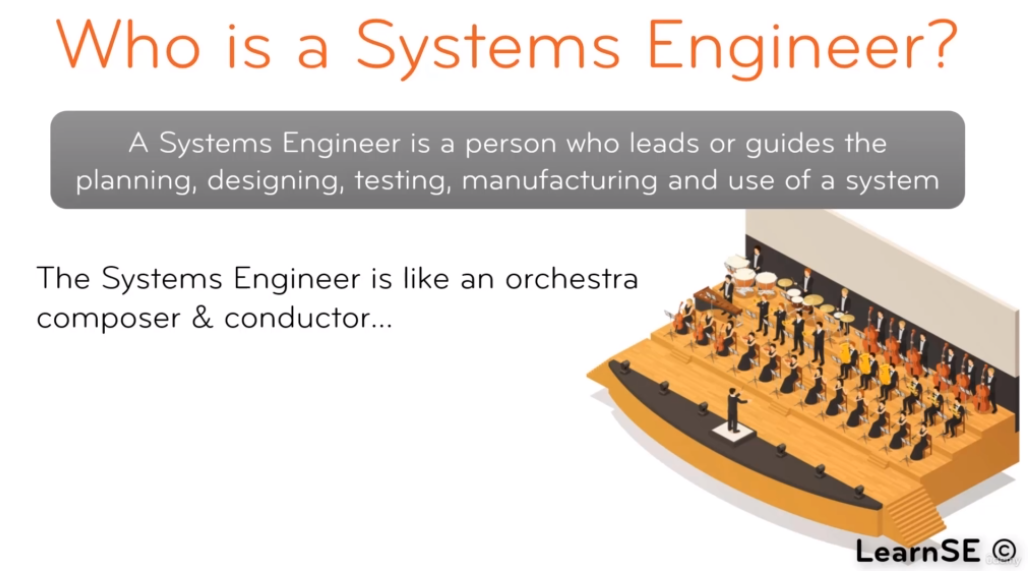 Who is a Systems Engineer?
A Systems Engineer is a person who leads or guides the
planning, designing, testing, manufacturing and use of a system
The Systems Engineer is like an orchestra
composer & conductor...
LearnSE ©